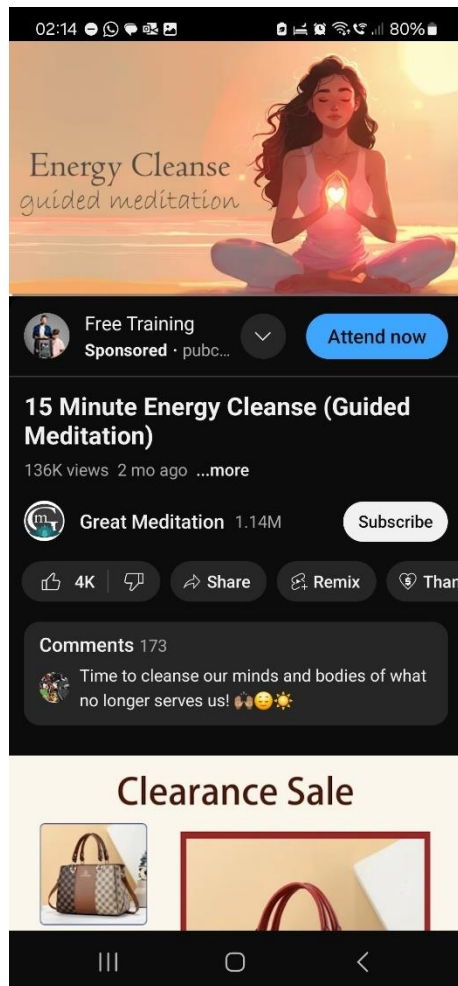 02:14
80%
Energy Cleanse
guided meditation
Free Training
Sponsored · pubc...
Attend now
15 Minute Energy Cleanse (Guided
Meditation)
136K views 2 mo ago ...more
Great Meditation 1.14M
Subscribe
4K
Share
Remix
Than
Comments 173
Time to cleanse our minds and bodies of what
no longer serves us! 🙌🏽😌☀️
Clearance Sale